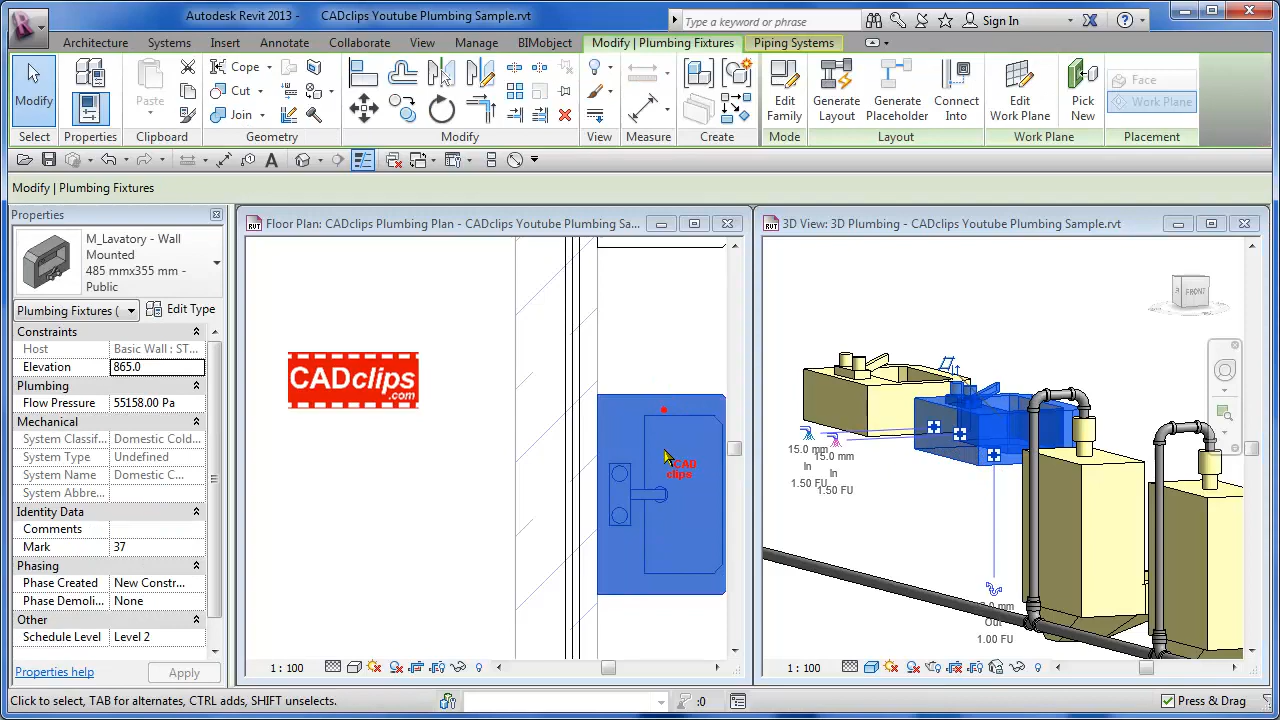 Autodesk Revit 2013 - CADclips Youtube Plumbing Sample.rvt
Type a keyword or phrase
Sign In
Architecture Systems Insert Annotate Collaborate View Manage BIMobject Modify | Plumbing Fixtures Piping Systems
Modify
Paste
Cope
Cut
Join
Edit
Family
Generate
Layout
Generate
Placeholder
Connect
Into
Edit
Work Plane
Pick
New
Face
Work Plane
Select Properties Clipboard Geometry Modify View Measure Create Mode Layout Work Plane Placement
Modify | Plumbing Fixtures
Properties
M_Lavatory - Wall
Mounted
485 mmx355 mm -
Public
Plumbing Fixtures (
Edit Type
Constraints
Host Basic Wall : ST...
Elevation 865.0
Plumbing
Flow Pressure 55158.00 Pa
Mechanical
System Classif... Domestic Cold...
System Type Undefined
System Name Domestic Cold...
System Abbre...
Identity Data
Comments
Mark 37
Phasing
Phase Created New Constr...
Phase Demoli... None
Other
Schedule Level Level 2
Properties help
Apply
Floor Plan: CADclips Plumbing Plan - CADclips Youtube Plumbing Sa...
CADclips
.com
CAD
clips
1 : 100
3D View: 3D Plumbing - CADclips Youtube Plumbing Sample.rvt
FRONT
15.0 mm
In
1.50 FU
15.0 mm
In
1.50 FU
Out
1.00 FU
1 : 100
Click to select, TAB for alternates, CTRL adds, SHIFT unselects.
:0
Press & Drag